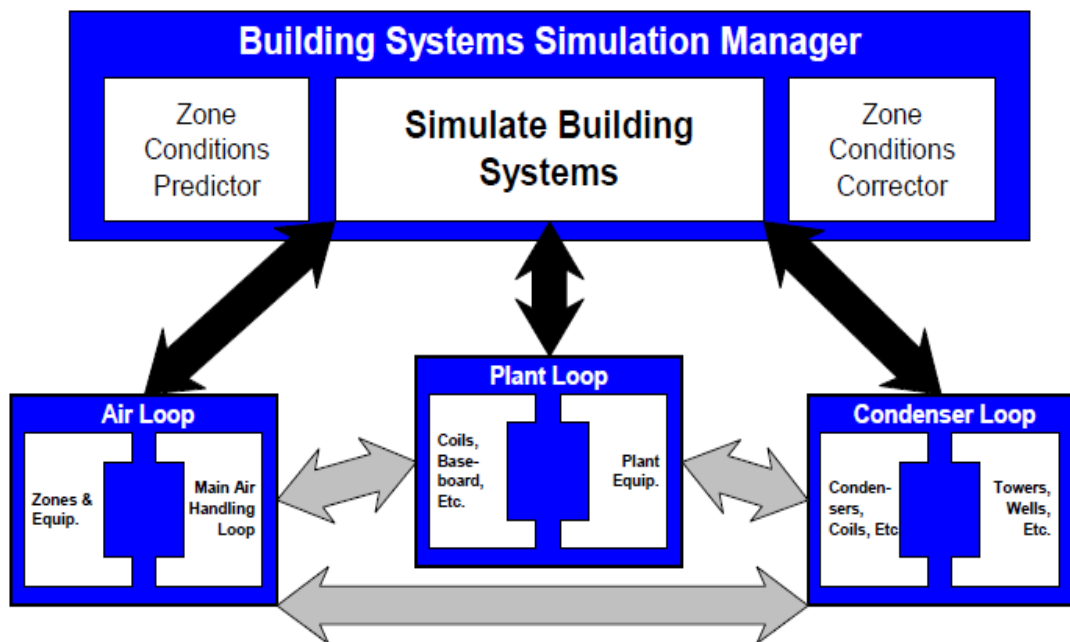 Building Systems Simulation Manager
Zone
Conditions
Predictor
Simulate Building
Systems
Zone
Conditions
Corrector
Air Loop
Zones &
Equip.
Main Air
Handling
Loop
Plant Loop
Coils,
Base-
board,
Etc.
Plant
Equip.
Condenser Loop
Conden-
sers,
Coils, Etc
Towers,
Wells,
Etc.